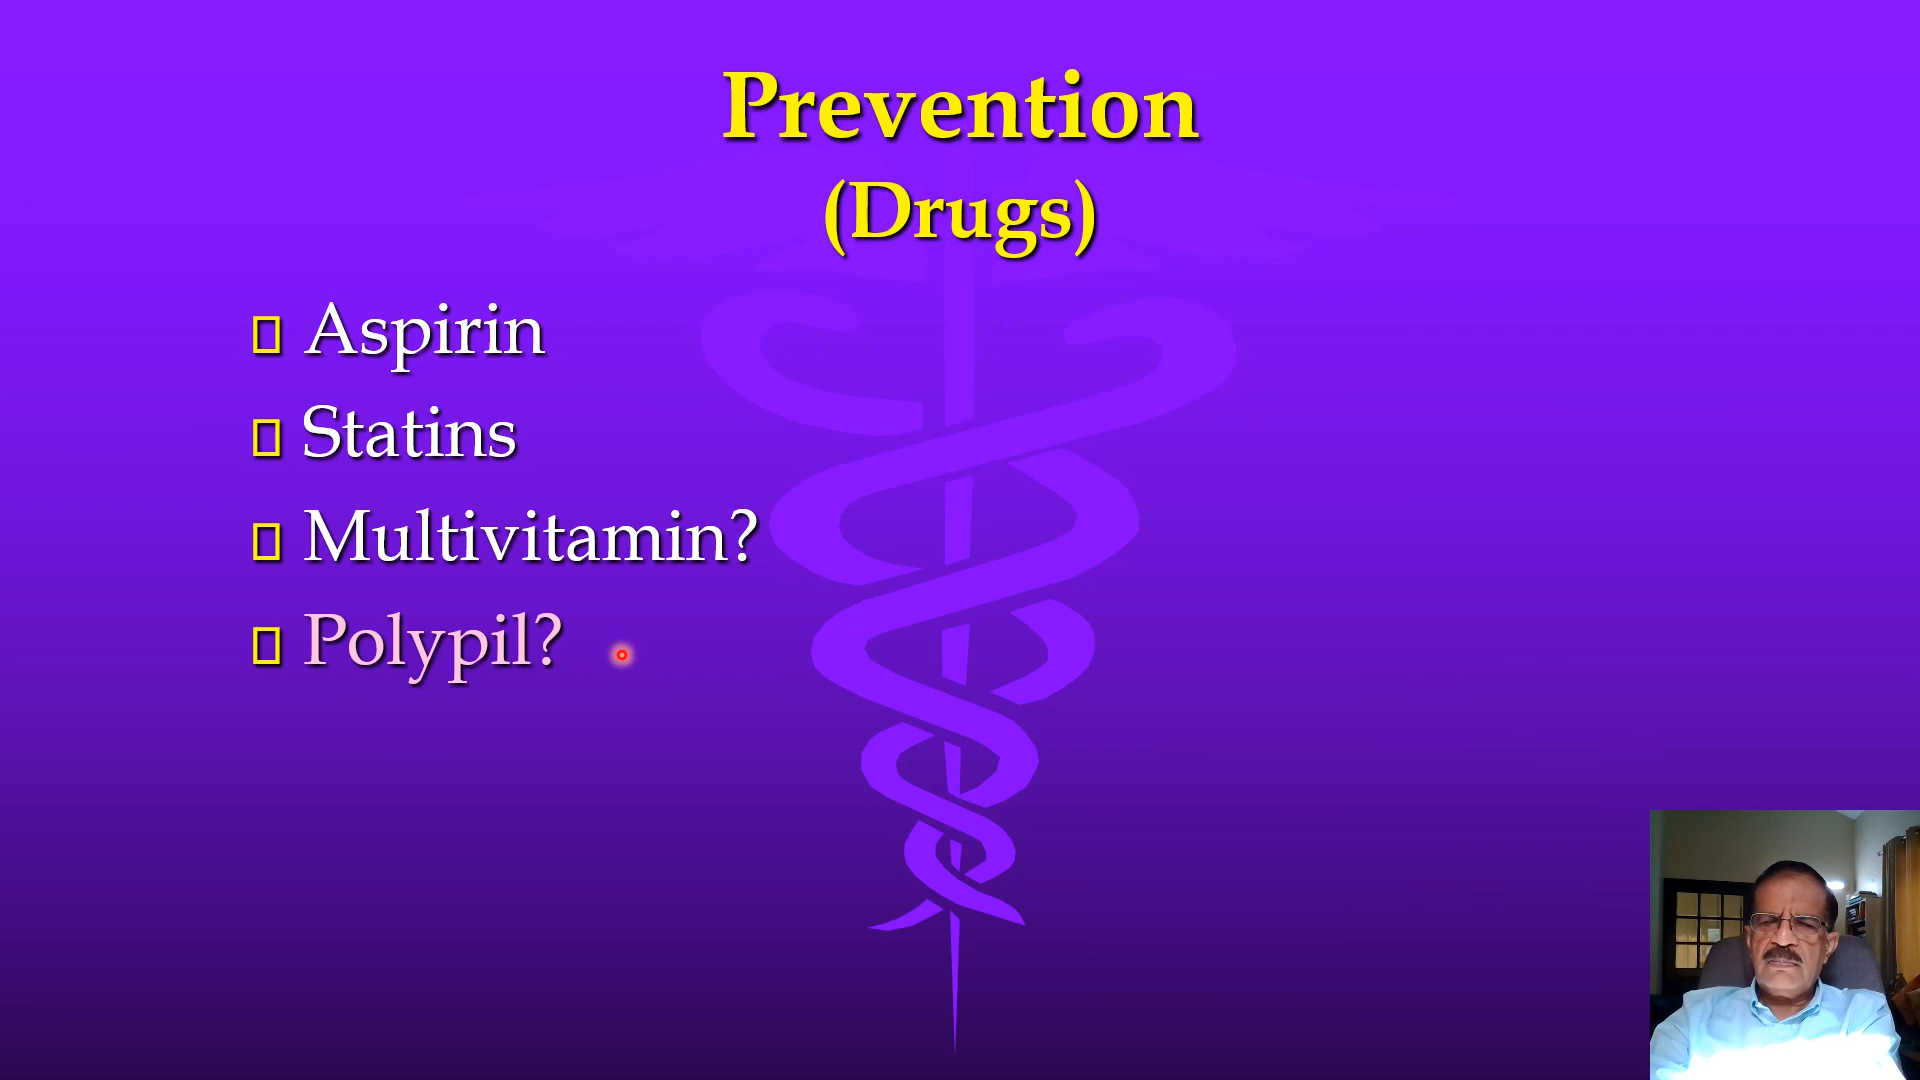 Prevention
(Drugs)
Aspirin
Statins
Multivitamin?
Polypil?